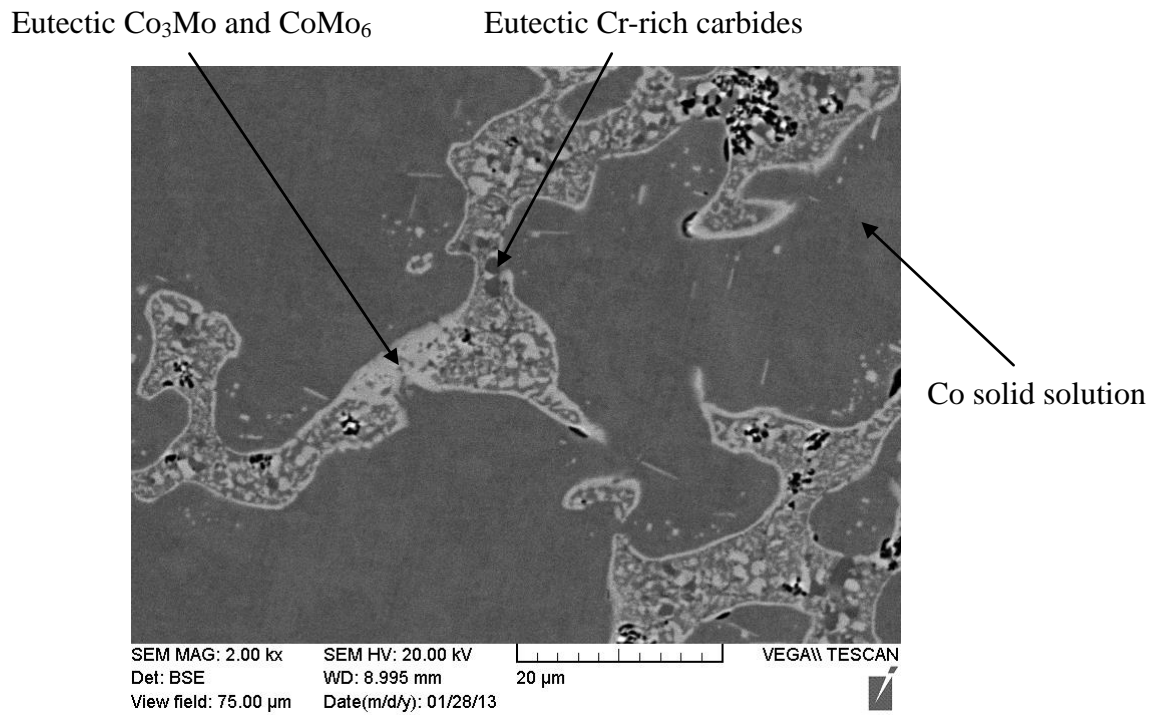 Eutectic Co₃Mo and CoMo₆ Eutectic Cr-rich carbides
Co solid solution
SEM MAG: 2.00 kx SEM HV: 20.00 kV VEGA\\ TESCAN
Det: BSE WD: 8.995 mm 20 µm
View field: 75.00 µm Date(m/d/y): 01/28/13